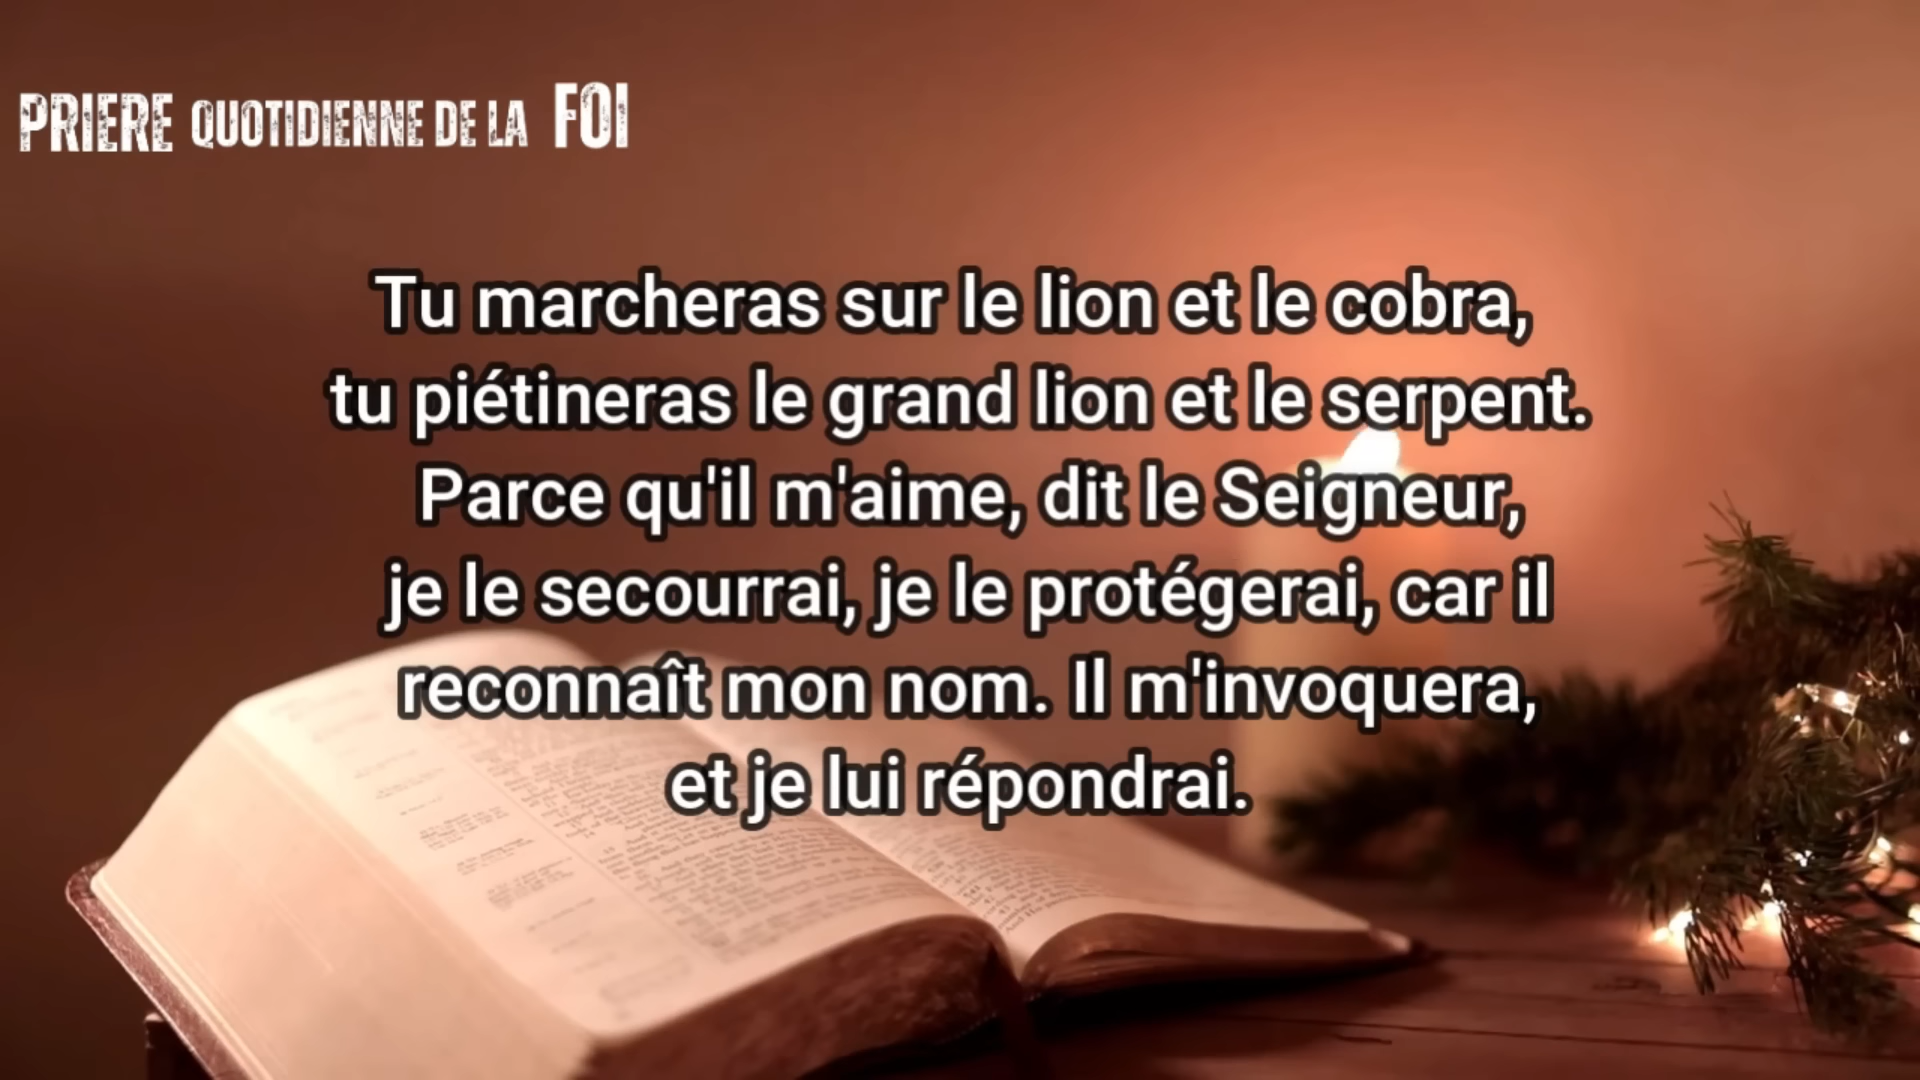 PRIERE QUOTIDIENNE DE LA FOI
Tu marcheras sur le lion et le cobra,
tu piétineras le grand lion et le serpent.
Parce qu'il m'aime, dit le Seigneur,
je le secourrai, je le protégerai, car il
reconnaît mon nom. Il m'invoquera,
et je lui répondrai.